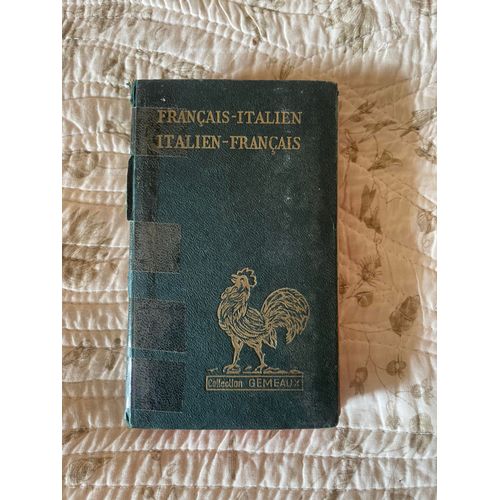 FRANÇAIS-ITALIEN
ITALIEN-FRANÇAIS
Collection GEMEAUX